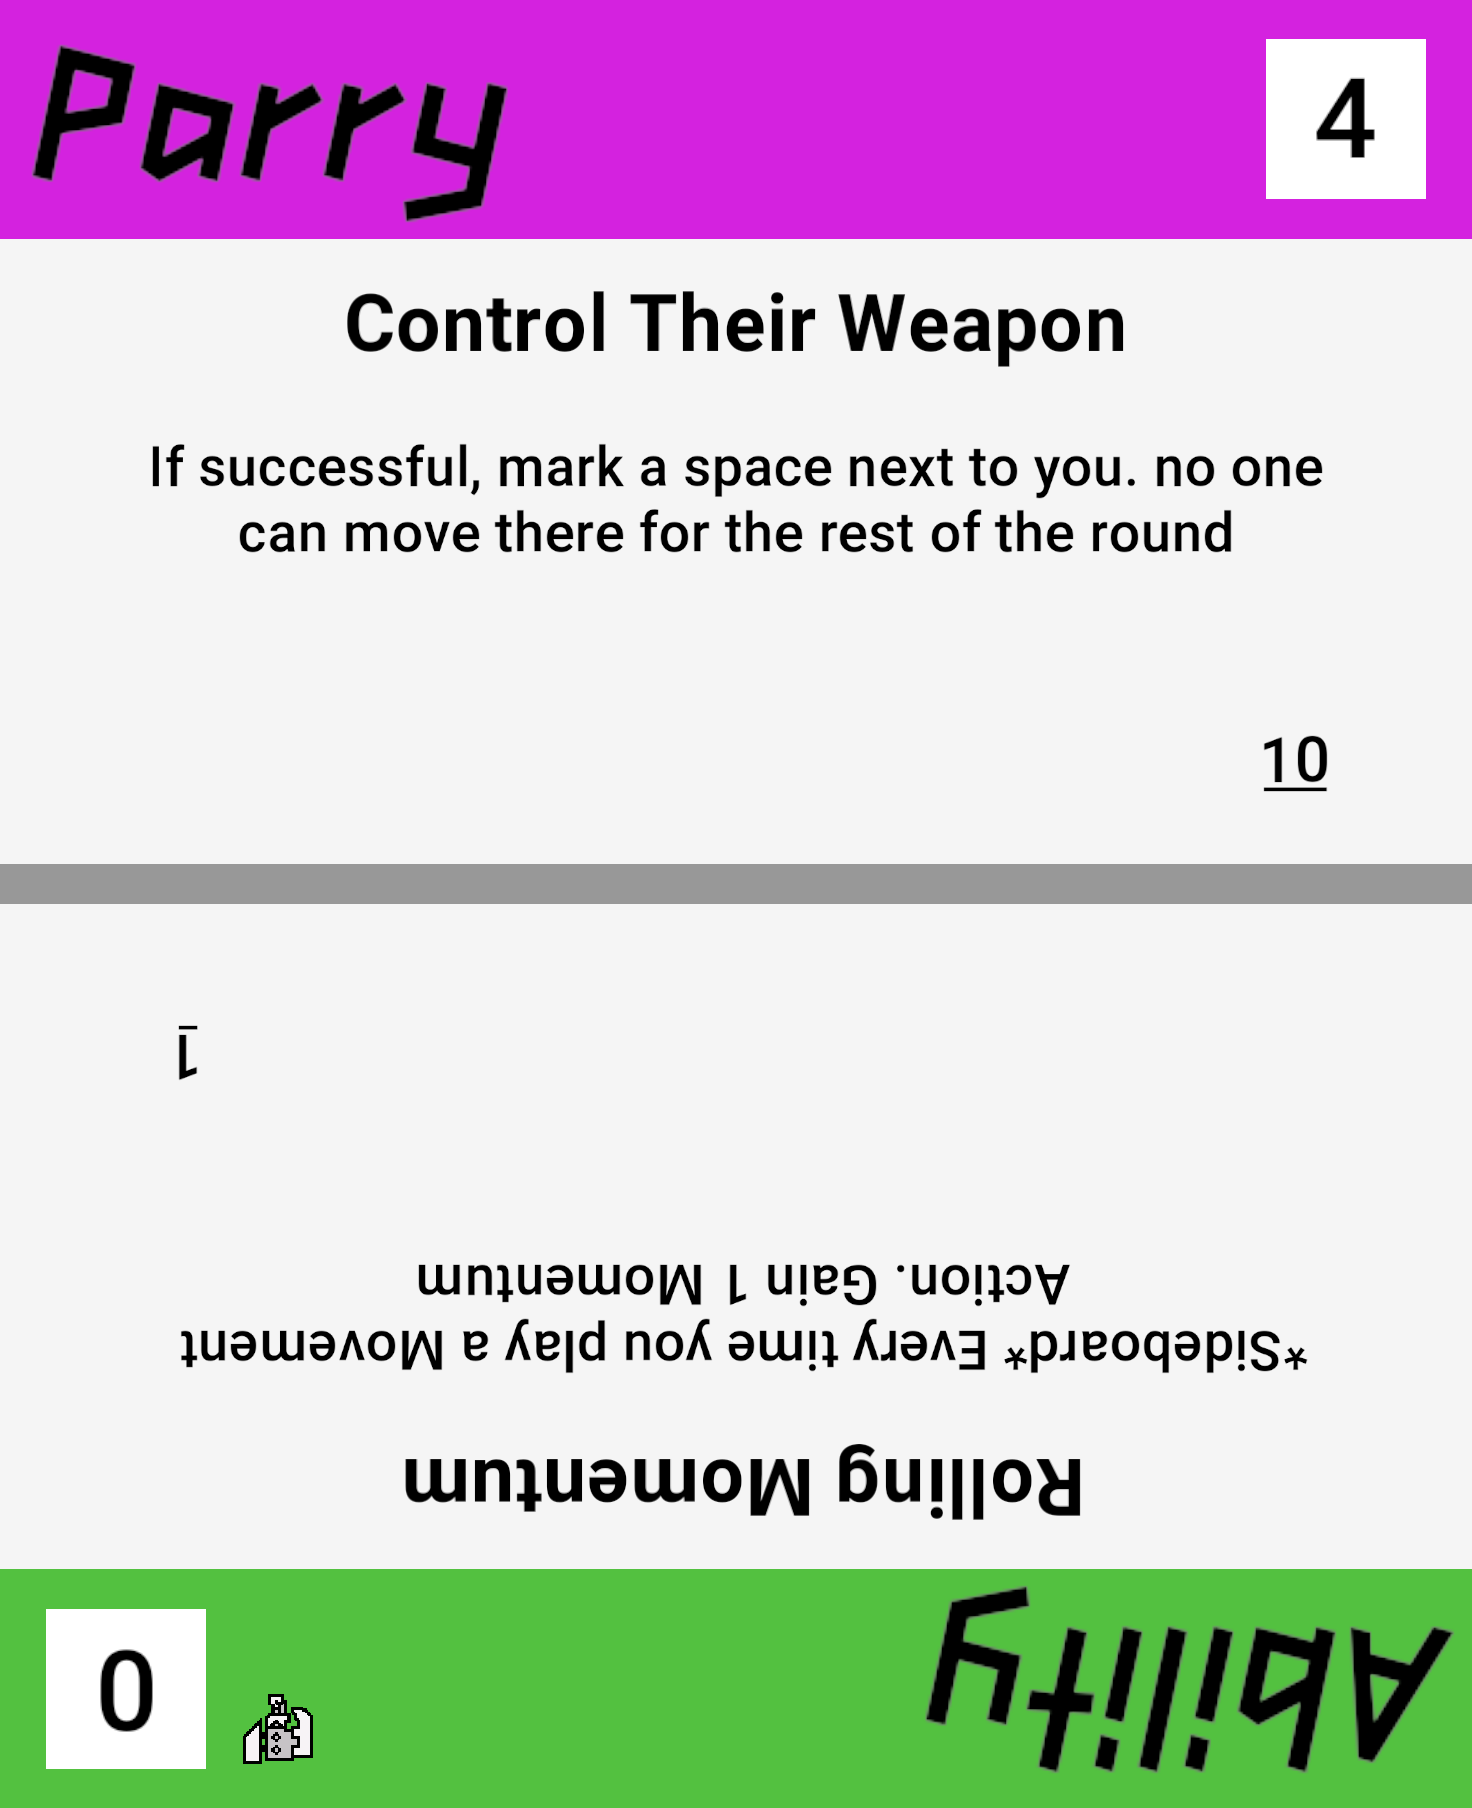 Parry
4
Control Their Weapon
If successful, mark a space next to you. no one
can move there for the rest of the round
10
Ability
0
Rolling Momentum
*Sideboard* Every time you play a Movement
Action. Gain 1 Momentum
1